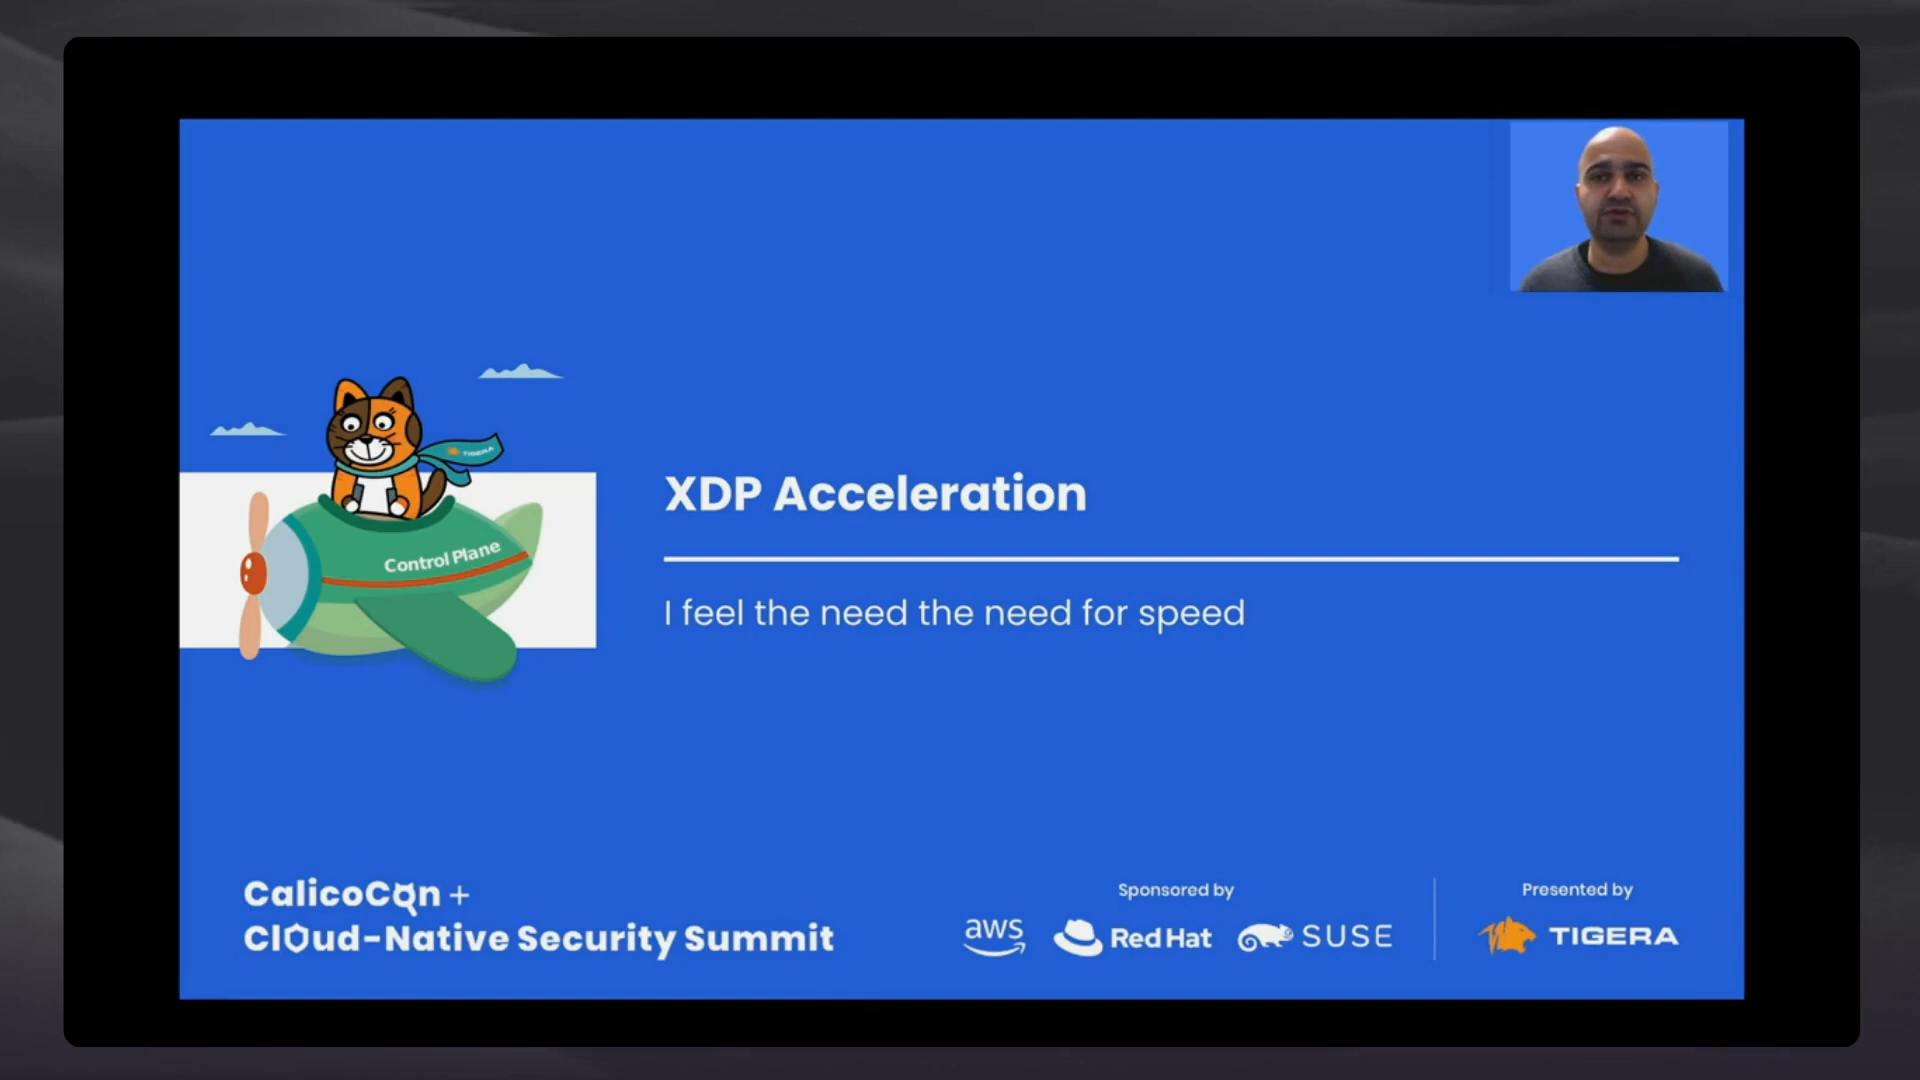 TIGERA
Control Plane
XDP Acceleration
I feel the need the need for speed
CalicoCon +
Cloud-Native Security Summit
Sponsored by
aws
Red Hat
SUSE
Presented by
TIGERA